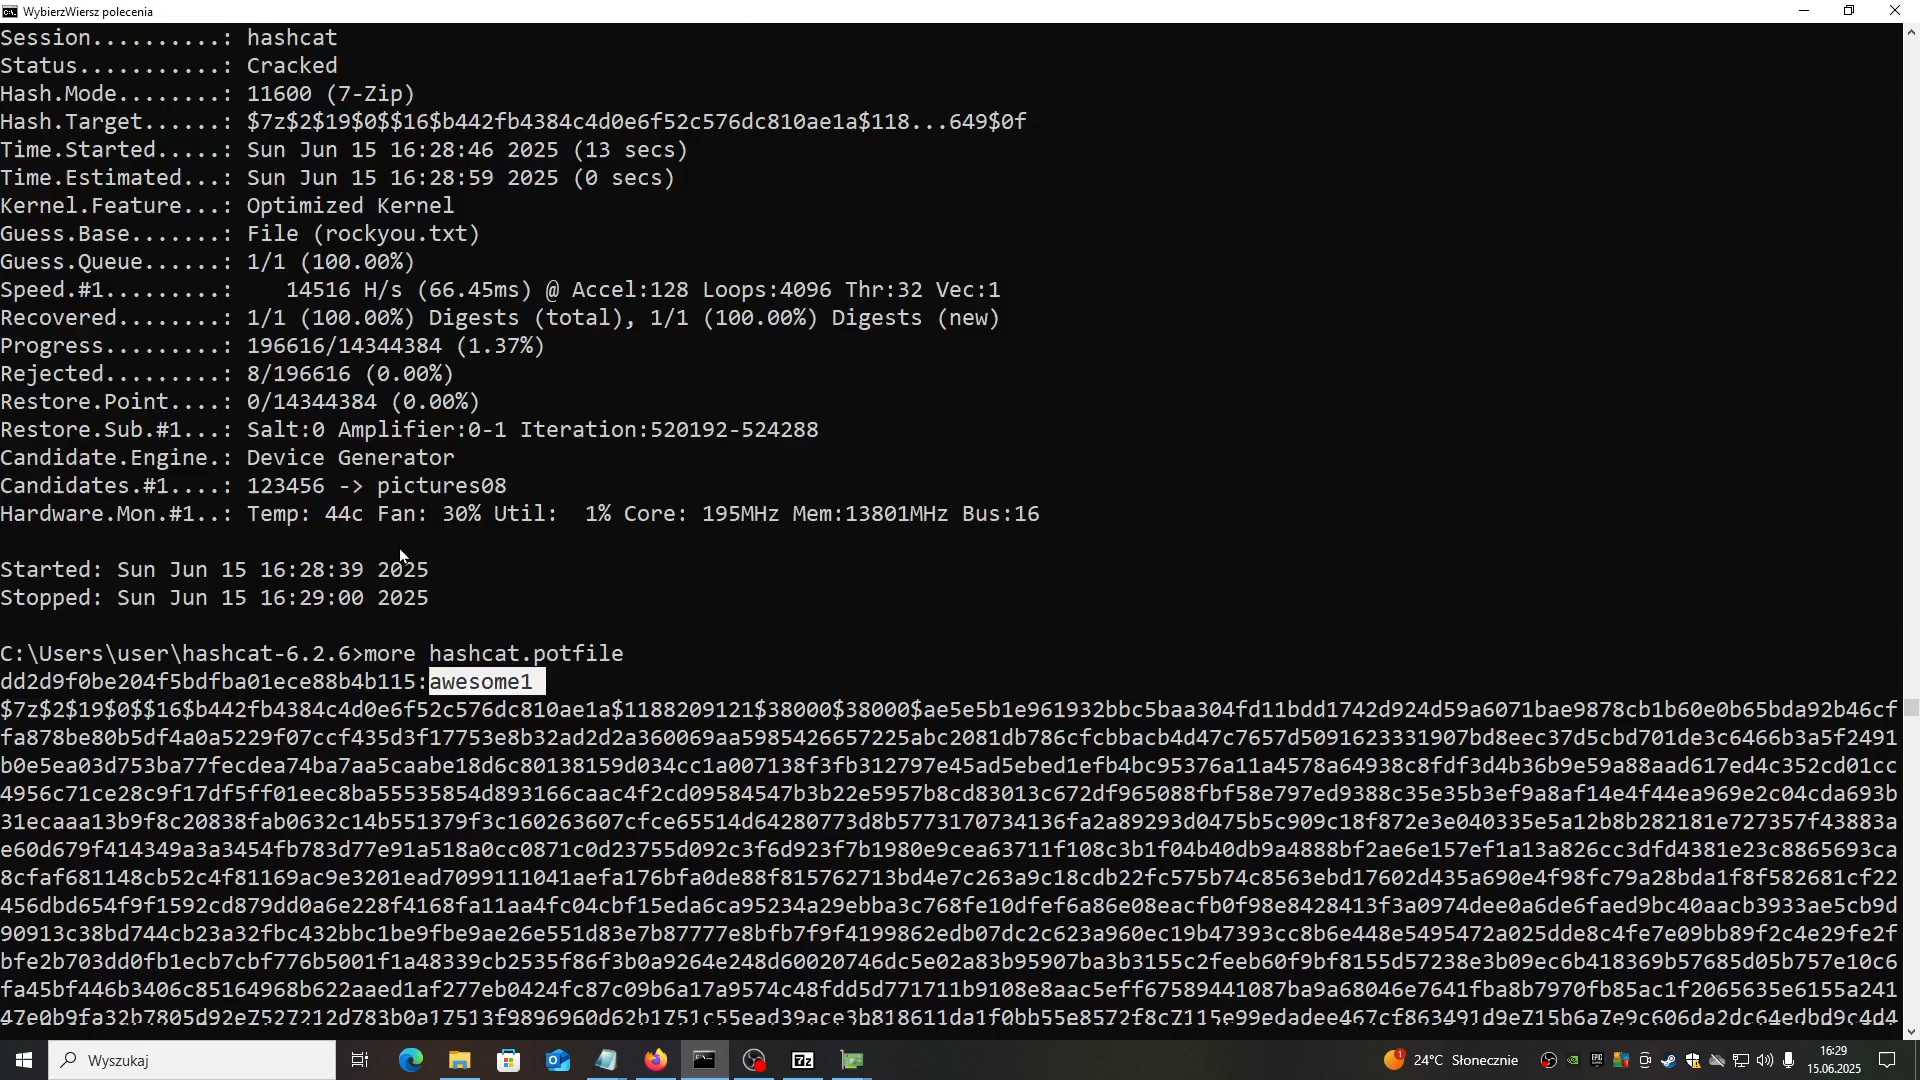 WybierzWiersz polecenia
Session..........: hashcat
Status...........: Cracked
Hash.Mode........: 11600 (7-Zip)
Hash.Target......: $7z$2$19$0$$16$b442fb4384c4d0e6f52c576dc810ae1a$118...649$0f
Time.Started.....: Sun Jun 15 16:28:46 2025 (13 secs)
Time.Estimated...: Sun Jun 15 16:28:59 2025 (0 secs)
Kernel.Feature...: Optimized Kernel
Guess.Base.......: File (rockyou.txt)
Guess.Queue......: 1/1 (100.00%)
Speed.#1.........:    14516 H/s (66.45ms) @ Accel:128 Loops:4096 Thr:32 Vec:1
Recovered........: 1/1 (100.00%) Digests (total), 1/1 (100.00%) Digests (new)
Progress.........: 196616/14344384 (1.37%)
Rejected.........: 8/196616 (0.00%)
Restore.Point....: 0/14344384 (0.00%)
Restore.Sub.#1...: Salt:0 Amplifier:0-1 Iteration:520192-524288
Candidate.Engine.: Device Generator
Candidates.#1....: 123456 -> pictures08
Hardware.Mon.#1..: Temp: 44c Fan: 30% Util:  1% Core: 195MHz Mem:13801MHz Bus:16
Started: Sun Jun 15 16:28:39 2025
Stopped: Sun Jun 15 16:29:00 2025
C:\Users\user\hashcat-6.2.6>more hashcat.potfile
dd2d9f0be204f5bdfba01ece88b4b115:awesome1
$7z$2$19$0$$16$b442fb4384c4d0e6f52c576dc810ae1a$1188209121$38000$38000$ae5e5b1e961932bbc5baa304fd11bdd1742d924d59a6071bae9878cb1b60e0b65bda92b46cf
fa878be80b5df4a0a5229f07ccf435d3f17753e8b32ad2d2a360069aa5985426657225abc2081db786cfcbbacb4d47c7657d5091623331907bd8eec37d5cbd701de3c6466b3a5f2491
b0e5ea03d753ba77fecdea74ba7aa5caabe18d6c80138159d034cc1a007138f3fb312797e45ad5ebed1efb4bc95376a11a4578a64938c8fdf3d4b36b9e59a88aad617ed4c352cd01cc
4956c71ce28c9f17df5ff01eec8ba55535854d893166caac4f2cd09584547b3b22e5957b8cd83013c672df965088fbf58e797ed9388c35e35b3ef9a8af14e4f44ea969e2c04cda693b
31ecaaa13b9f8c20838fab0632c14b551379f3c160263607cfce65514d64280773d8b5773170734136fa2a89293d0475b5c909c18f872e3e040335e5a12b8b282181e727357f43883a
e60d679f414349a3a3454fb783d77e91a518a0cc0871c0d23755d092c3f6d923f7b1980e9cea63711f108c3b1f04b40db9a4888bf2ae6e157ef1a13a826cc3dfd4381e23c8865693ca
8cfaf681148cb52c4f81169ac9e3201ead7099111041aefa176bfa0de88f815762713bd4e7c263a9c18cdb22fc575b74c8563ebd17602d435a690e4f98fc79a28bda1f8f582681cf22
456dbd654f9f1592cd879dd0a6e228f4168fa11aa4fc04cbf15eda6ca95234a29ebba3c768fe10dfef6a86e08eacfb0f98e8428413f3a0974dee0a6de6faed9bc40aacb3933ae5cb9d
90913c38bd744cb23a32fbc432bbc1be9fbe9ae26e551d83e7b87777e8bfb7f9f4199862edb07dc2c623a960ec19b47393cc8b6e448e5495472a025dde8c4fe7e09bb89f2c4e29fe2f
bfe2b703dd0fb1ecb7cbf776b5001f1a48339cb2535f86f3b0a9264e248d60020746dc5e02a83b95907ba3b3155c2feeb60f9bf8155d57238e3b09ec6b418369b57685d05b757e10c6
fa45bf446b3406c85164968b622aaed1af277eb0424fc87c09b6a17a9574c48fdd5d771711b9108e8aac5eff67589441087ba9a68046e7641fba8b7970fb85ac1f2065635e6155a241
Wyszukaj
24°C Słonecznie
16:29
15.06.2025